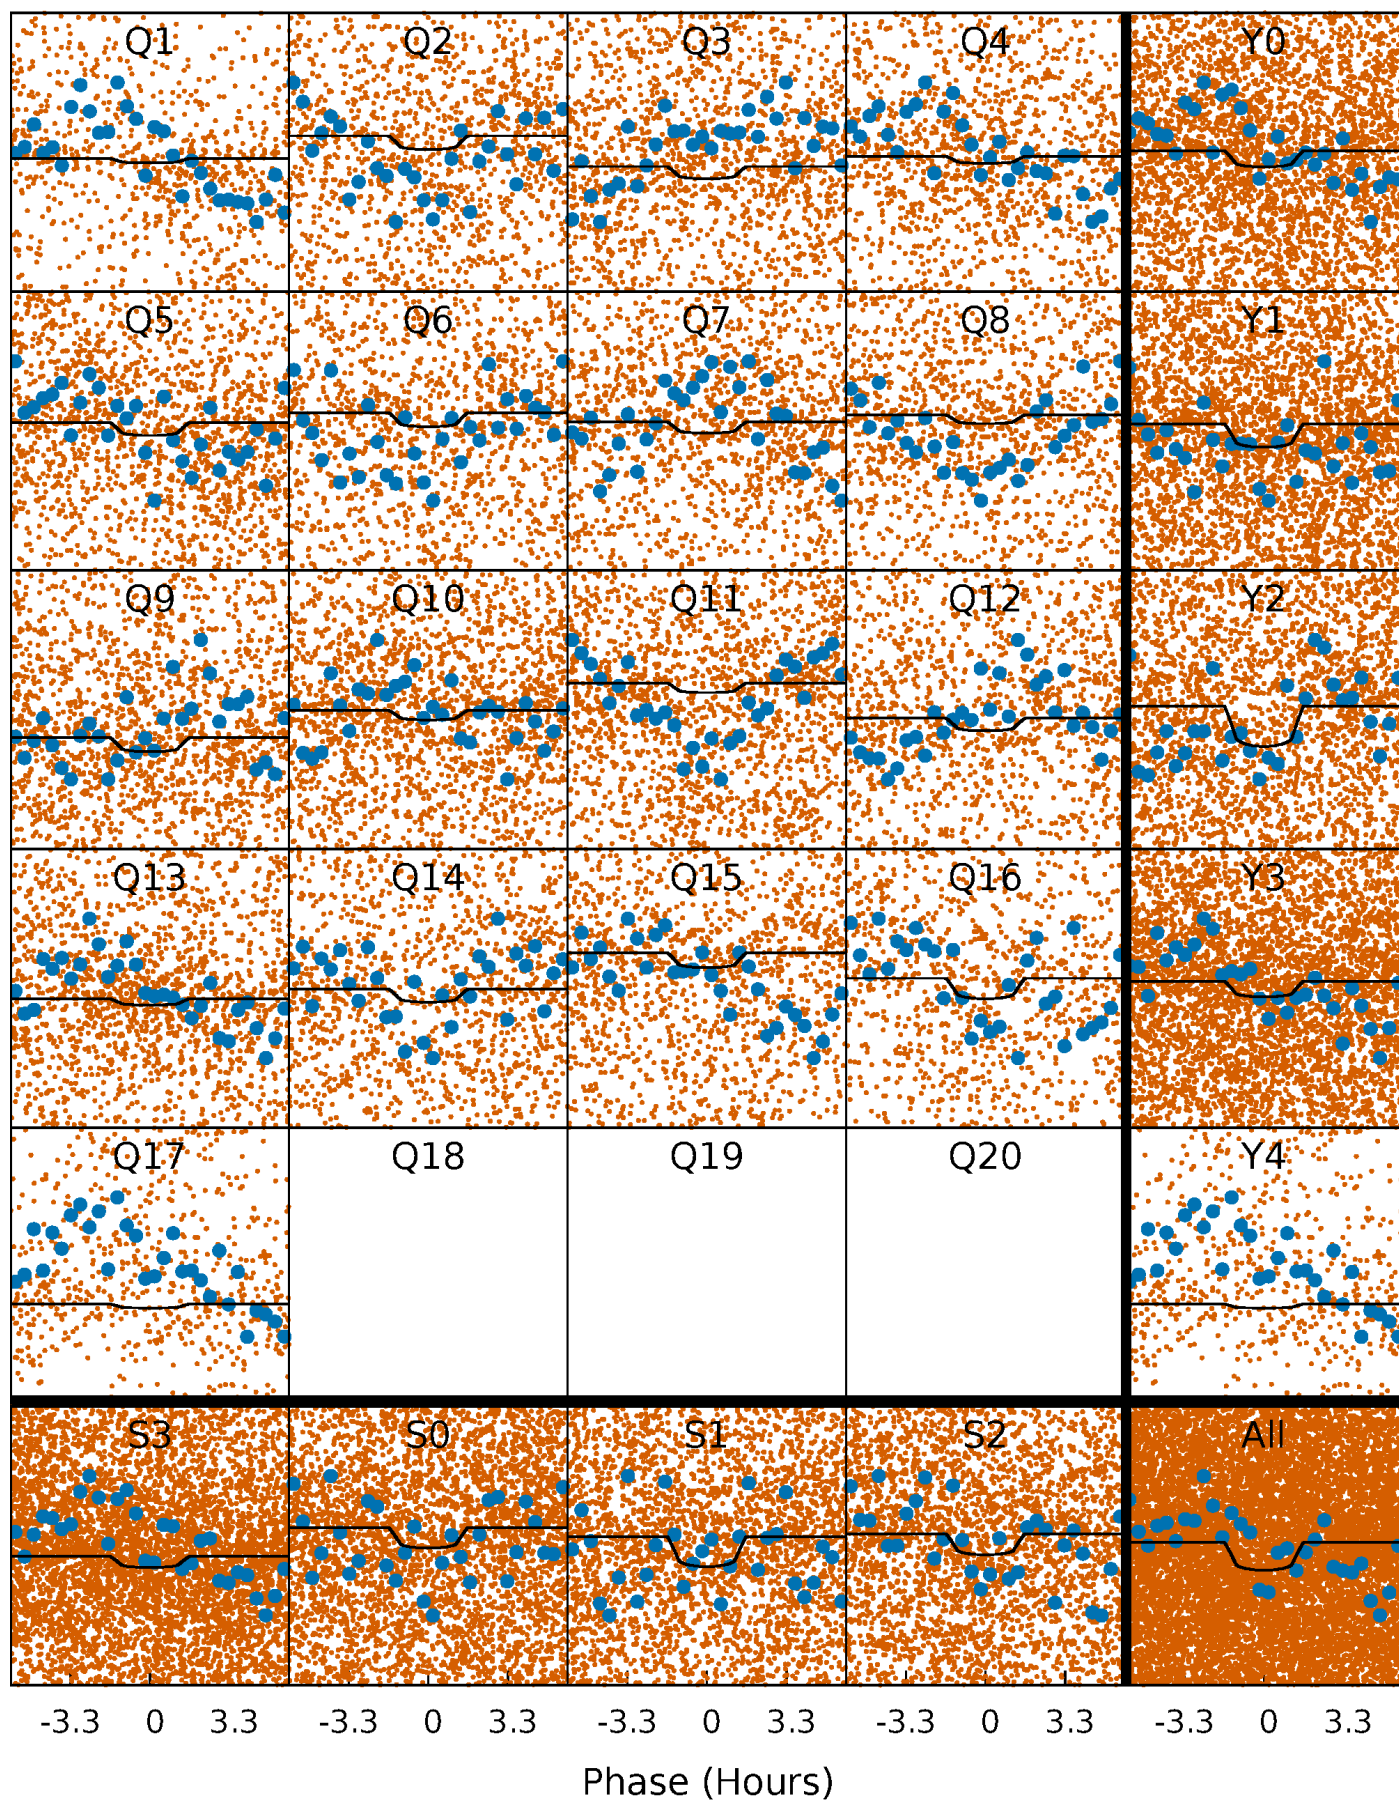 Q1 Q2 Q3 Q4 Y0
Q5 Q6 Q7 Q8 Y1
Q9 Q10 Q11 Q12 Y2
Q13 Q14 Q15 Q16 Y3
Q17 Q18 Q19 Q20 Y4
S3 S0 S1 S2 All
-3.3 0 3.3 -3.3 0 3.3 -3.3 0 3.3 -3.3 0 3.3 -3.3 0 3.3
Phase (Hours)